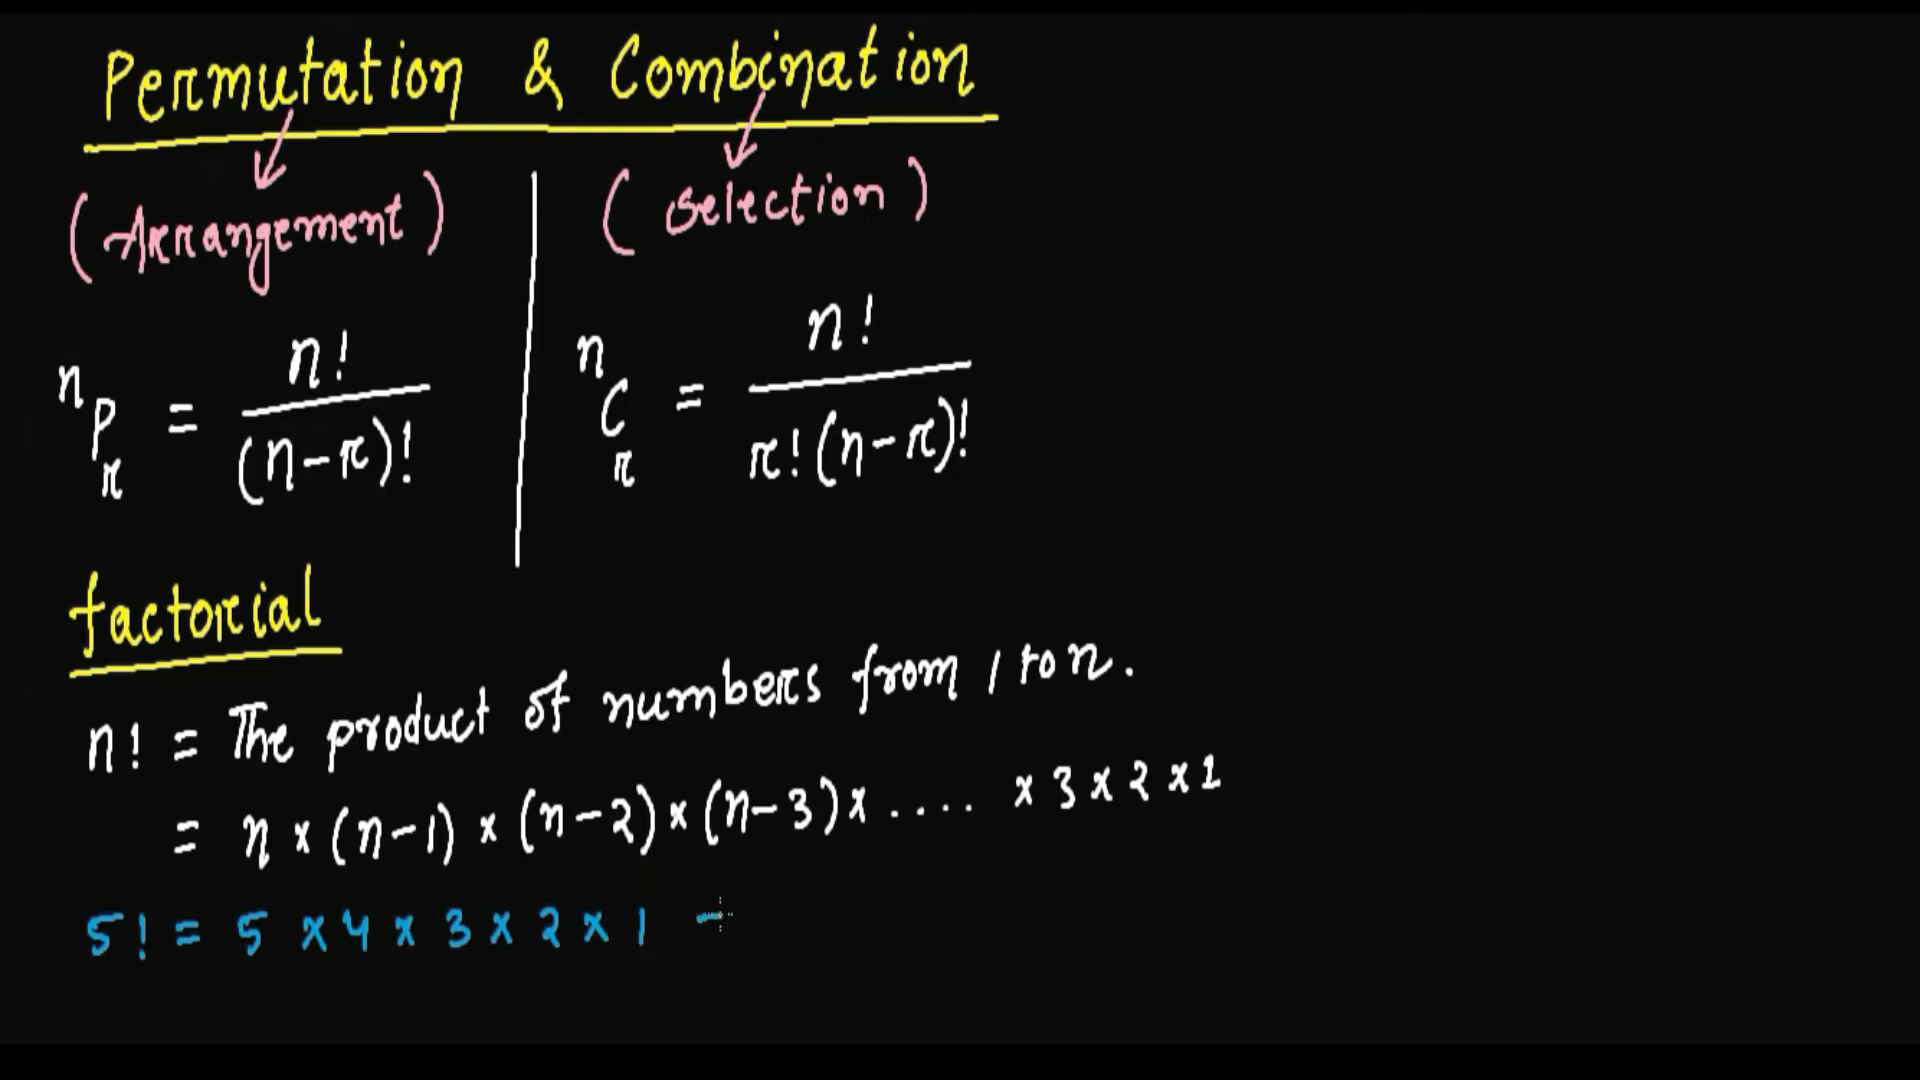 Permutation & Combination
(Arrangement)
(Selection)
ⁿPᵣ = n! / (n-r)!
ⁿCᵣ = n! / r!(n-r)!
factorial
n! = The product of numbers from 1 to n.
= n × (n-1) × (n-2) × (n-3) × .... × 3 × 2 × 1
5! = 5 × 4 × 3 × 2 × 1 -